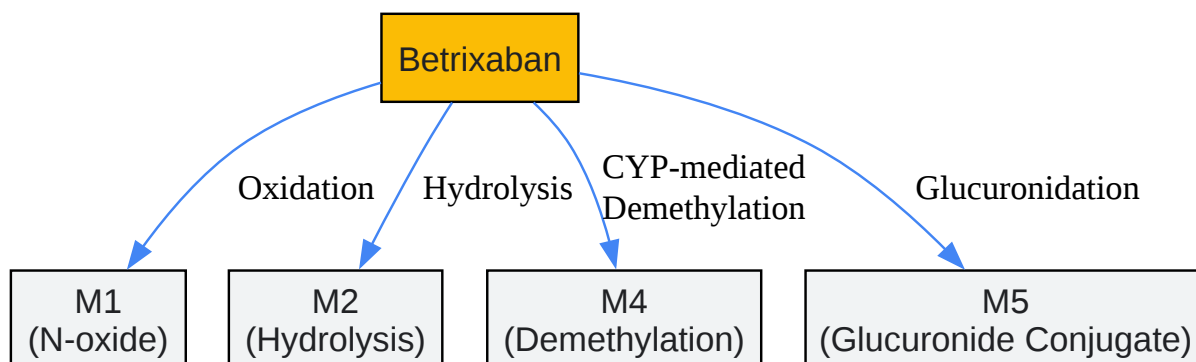 Betrixaban
Oxidation
Hydrolysis
CYP-mediated
Demethylation
Glucuronidation
M1
(N-oxide)
M2
(Hydrolysis)
M4
(Demethylation)
M5
(Glucuronide Conjugate)